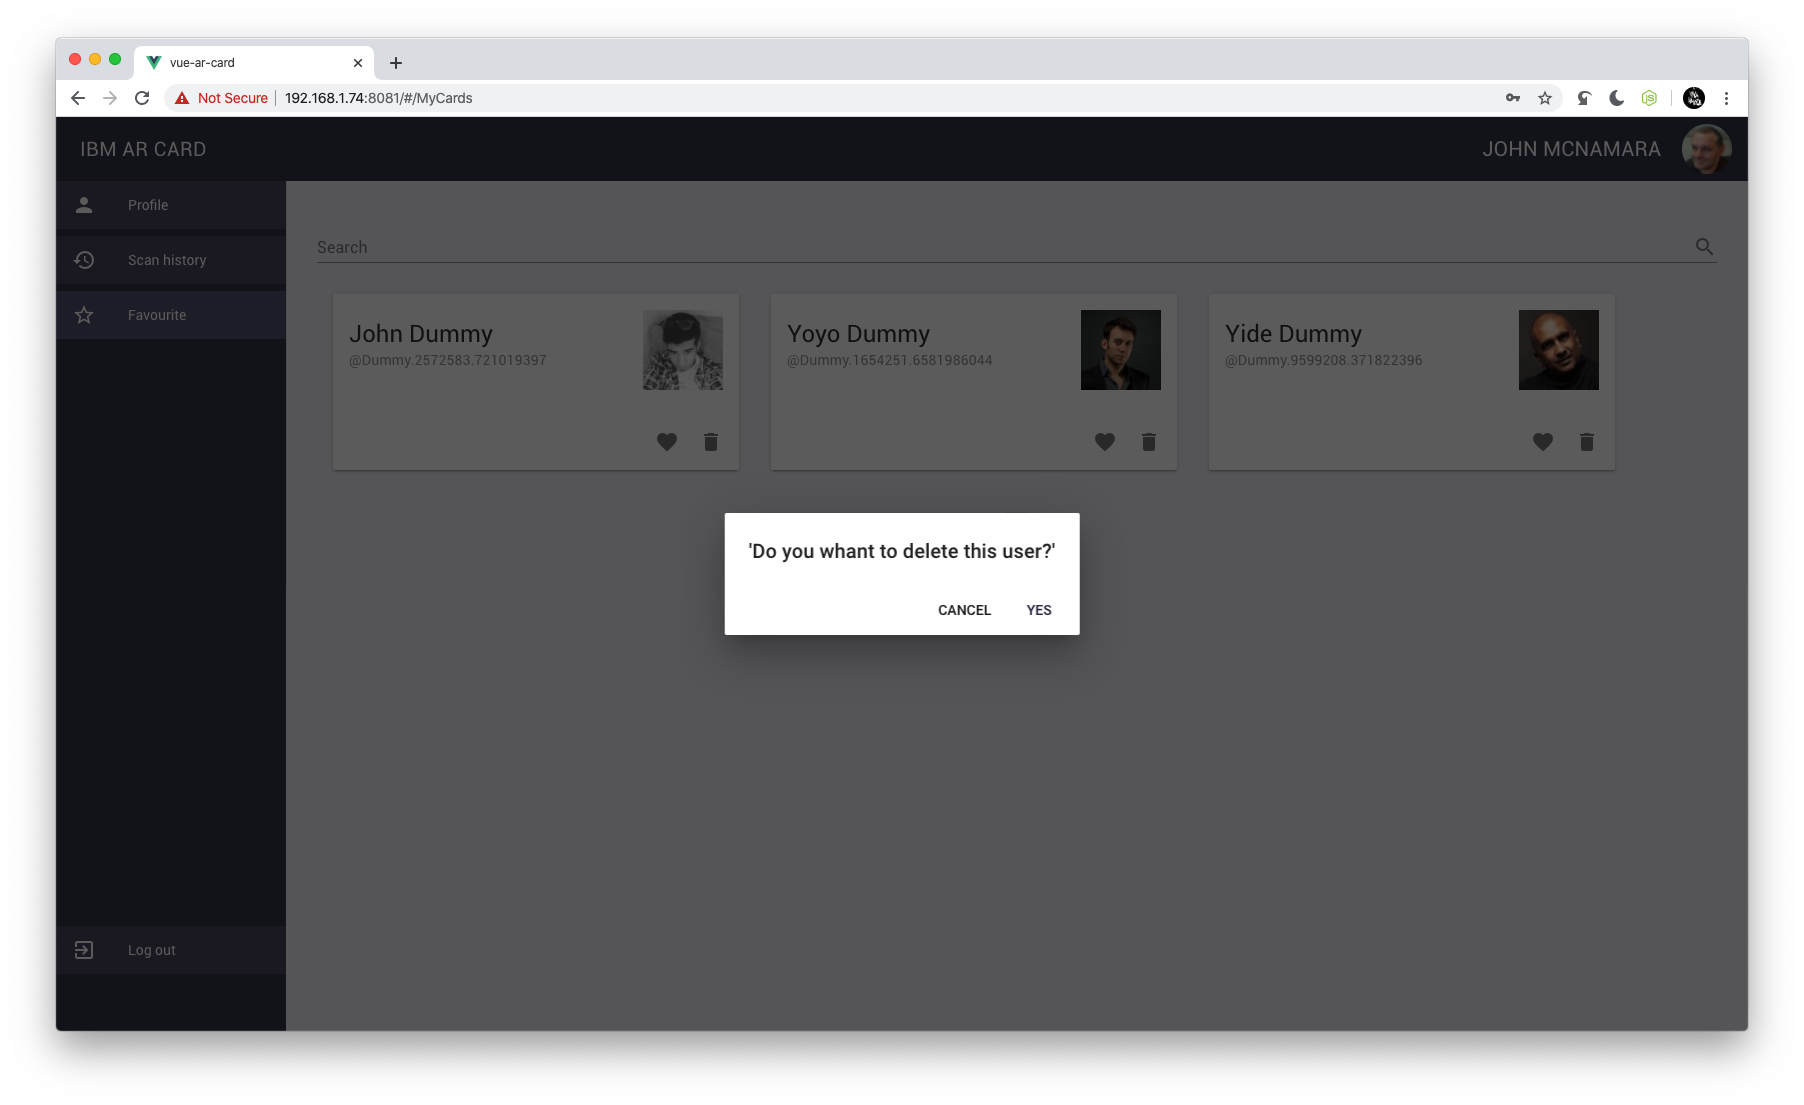 vue-ar-card
Not Secure 192.168.1.74:8081/#/MyCards
IBM AR CARD
JOHN MCNAMARA
Profile
Scan history
Favourite
Log out
Search
John Dummy
@Dummy.2572583.721019397
Yoyo Dummy
@Dummy.1654251.6581986044
Yide Dummy
@Dummy.9599208.371822396
'Do you whant to delete this user?'
CANCEL YES